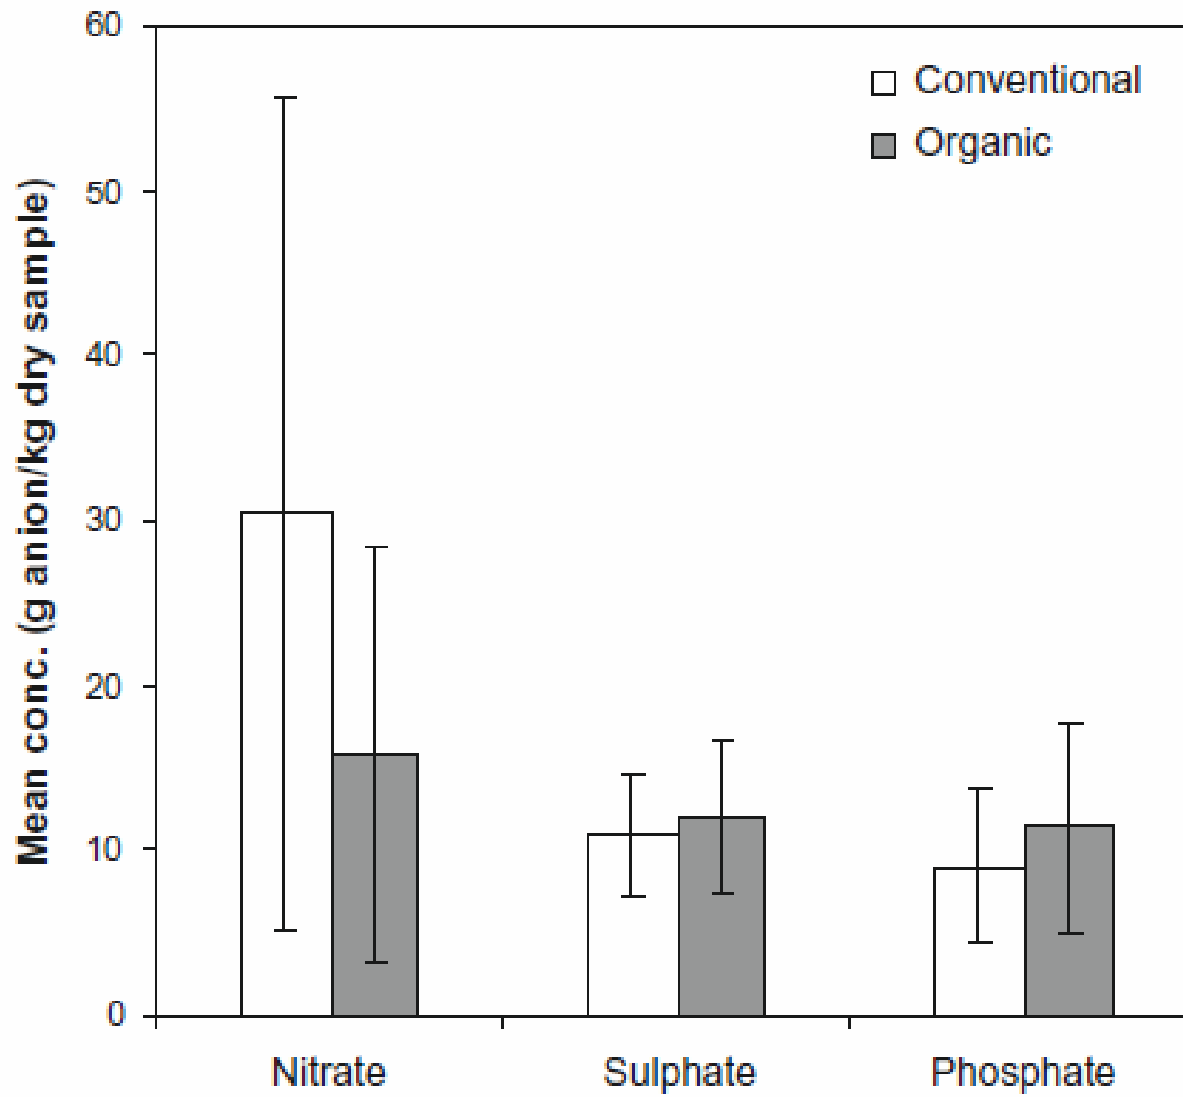 60
Conventional
Organic
50
40
30
20
10
0
Mean conc. (g anion/kg dry sample)
Nitrate
Sulphate
Phosphate